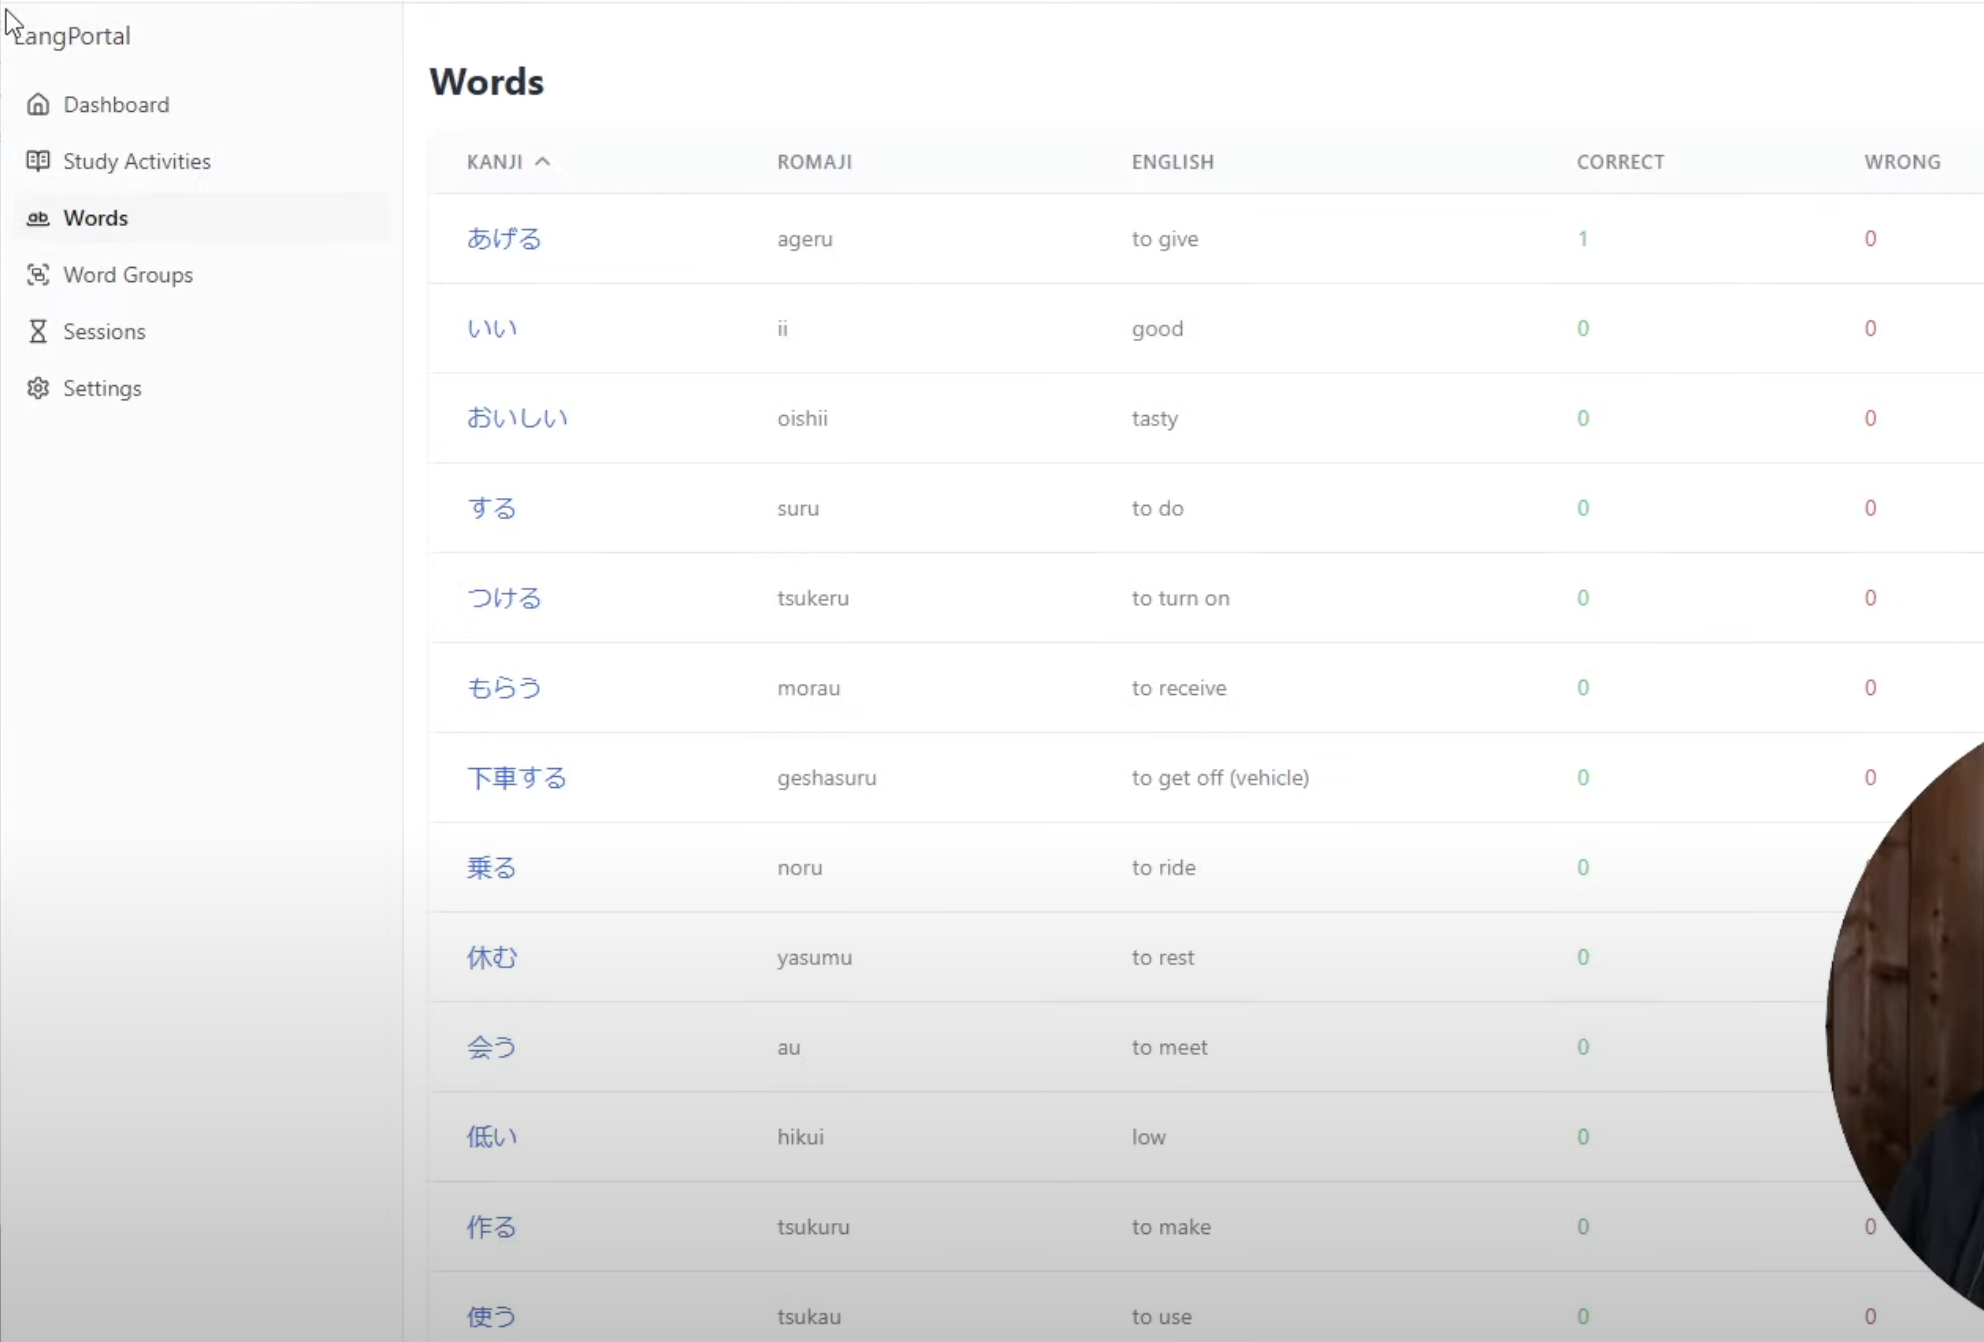 LangPortal
Dashboard
Study Activities
Words
Word Groups
Sessions
Settings
Words
KANJI ROMAJI ENGLISH CORRECT WRONG
あげる ageru to give 1 0
いい ii good 0 0
おいしい oishii tasty 0 0
する suru to do 0 0
つける tsukeru to turn on 0 0
もらう morau to receive 0 0
下車する geshasuru to get off (vehicle) 0 0
乗る noru to ride 0
休む yasumu to rest 0
会う au to meet 0
低い hikui low 0
作る tsukuru to make 0 0
使う tsukau to use 0 0